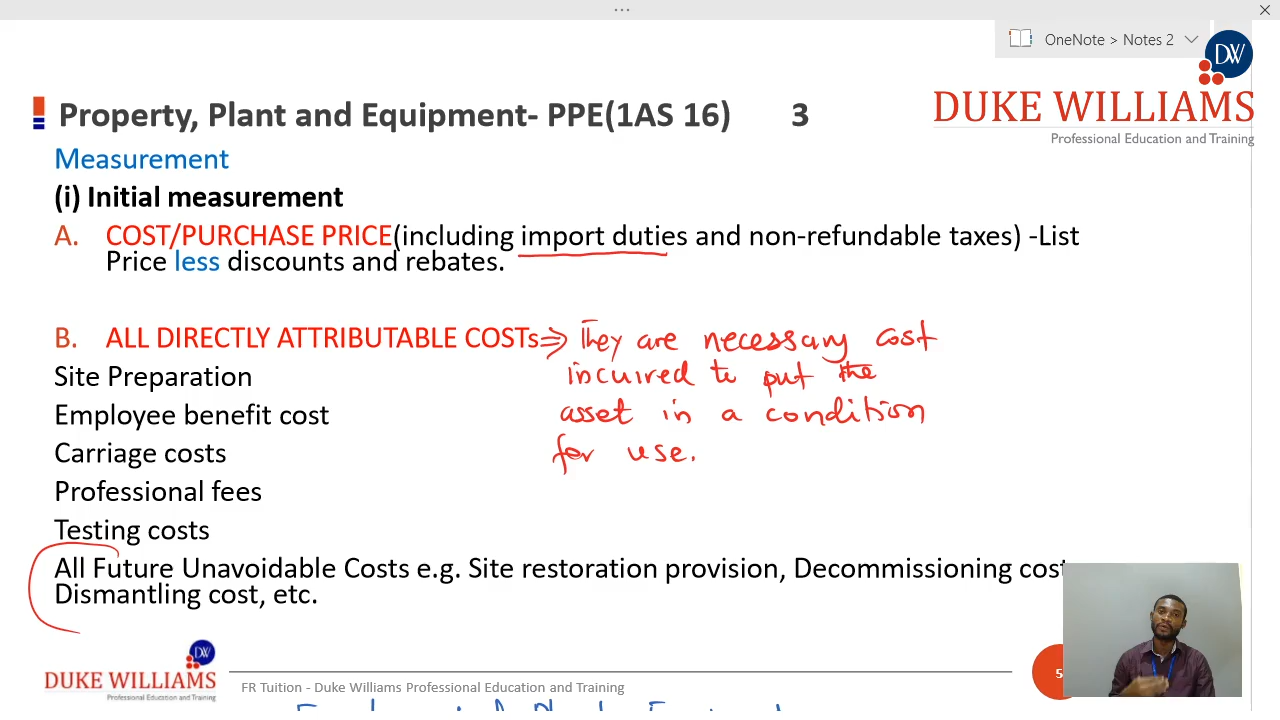 OneNote > Notes 2
DW
DUKE WILLIAMS
Professional Education and Training
Property, Plant and Equipment- PPE(1AS 16) 3
Measurement
(i) Initial measurement
A. COST/PURCHASE PRICE(including import duties and non-refundable taxes) -List
Price less discounts and rebates.
B. ALL DIRECTLY ATTRIBUTABLE COSTs⇒ They are necessary cost
incurred to put the
asset in a condition
for use.
Site Preparation
Employee benefit cost
Carriage costs
Professional fees
Testing costs
All Future Unavoidable Costs e.g. Site restoration provision, Decommissioning cost
Dismantling cost, etc.
DW
DUKE WILLIAMS
Professional Education and Training
FR Tuition - Duke Williams Professional Education and Training
5